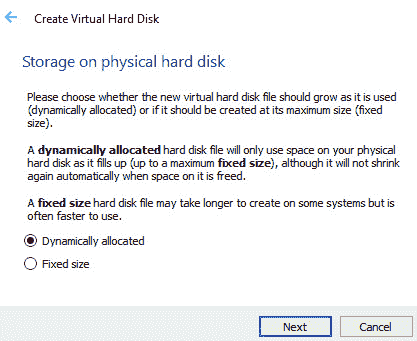 Create Virtual Hard Disk
Storage on physical hard disk
Please choose whether the new virtual hard disk file should grow as it is used
(dynamically allocated) or if it should be created at its maximum size (fixed
size).
A dynamically allocated hard disk file will only use space on your physical
hard disk as it fills up (up to a maximum fixed size), although it will not shrink
again automatically when space on it is freed.
A fixed size hard disk file may take longer to create on some systems but is
often faster to use.
Dynamically allocated
Fixed size
Next Cancel